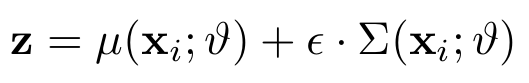 z = μ(xᵢ; ϑ) + ϵ · Σ(xᵢ; ϑ)